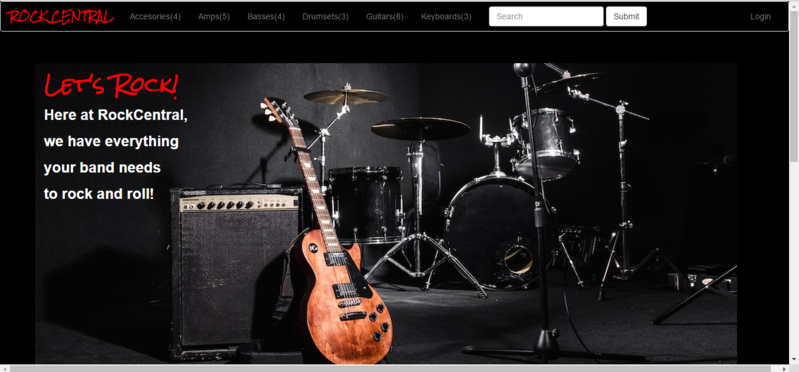 ROCKCENTRAL Accesories(4) Amps(5) Basses(4) Drumsets(3) Guitars(8) Keyboards(3) Search Submit Login
Let's Rock!
Here at RockCentral,
we have everything
your band needs
to rock and roll!